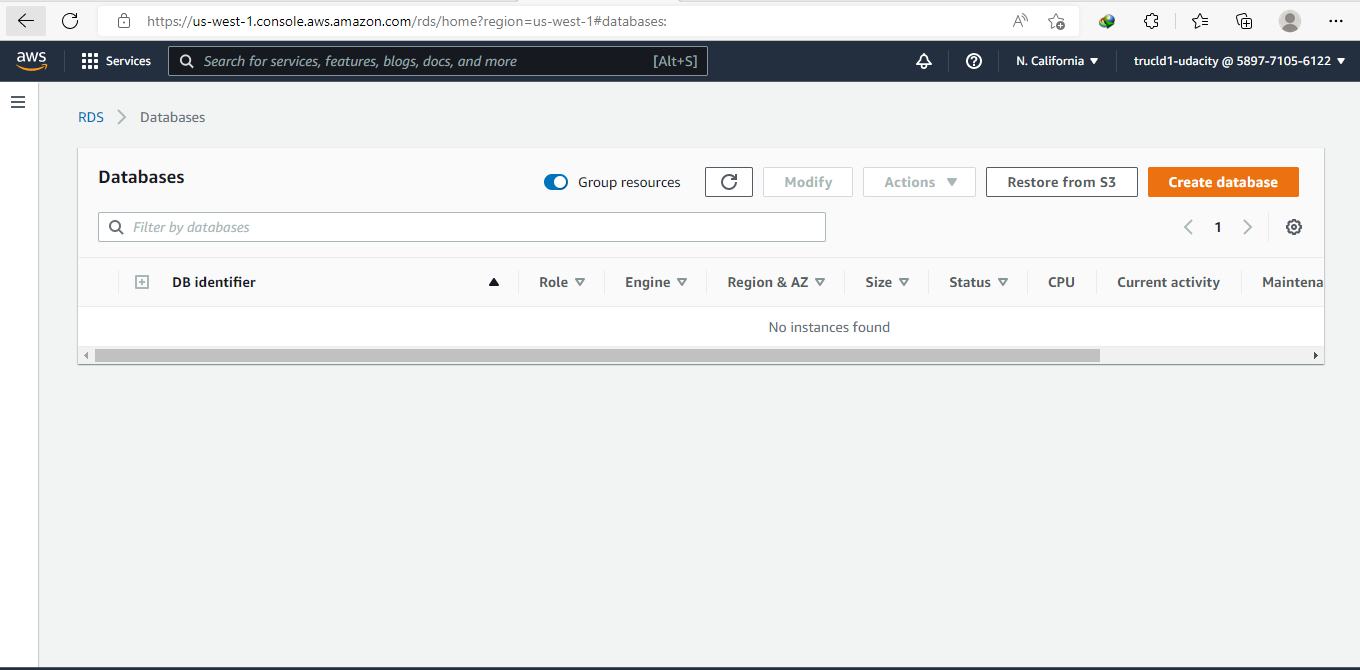 https://us-west-1.console.aws.amazon.com/rds/home?region=us-west-1#databases:
aws Services Search for services, features, blogs, docs, and more [Alt+S] N. California trucld1-udacity @ 5897-7105-6122
RDS Databases
Databases Group resources Modify Actions Restore from S3 Create database
Filter by databases 1
DB identifier Role Engine Region & AZ Size Status CPU Current activity Maintena
No instances found